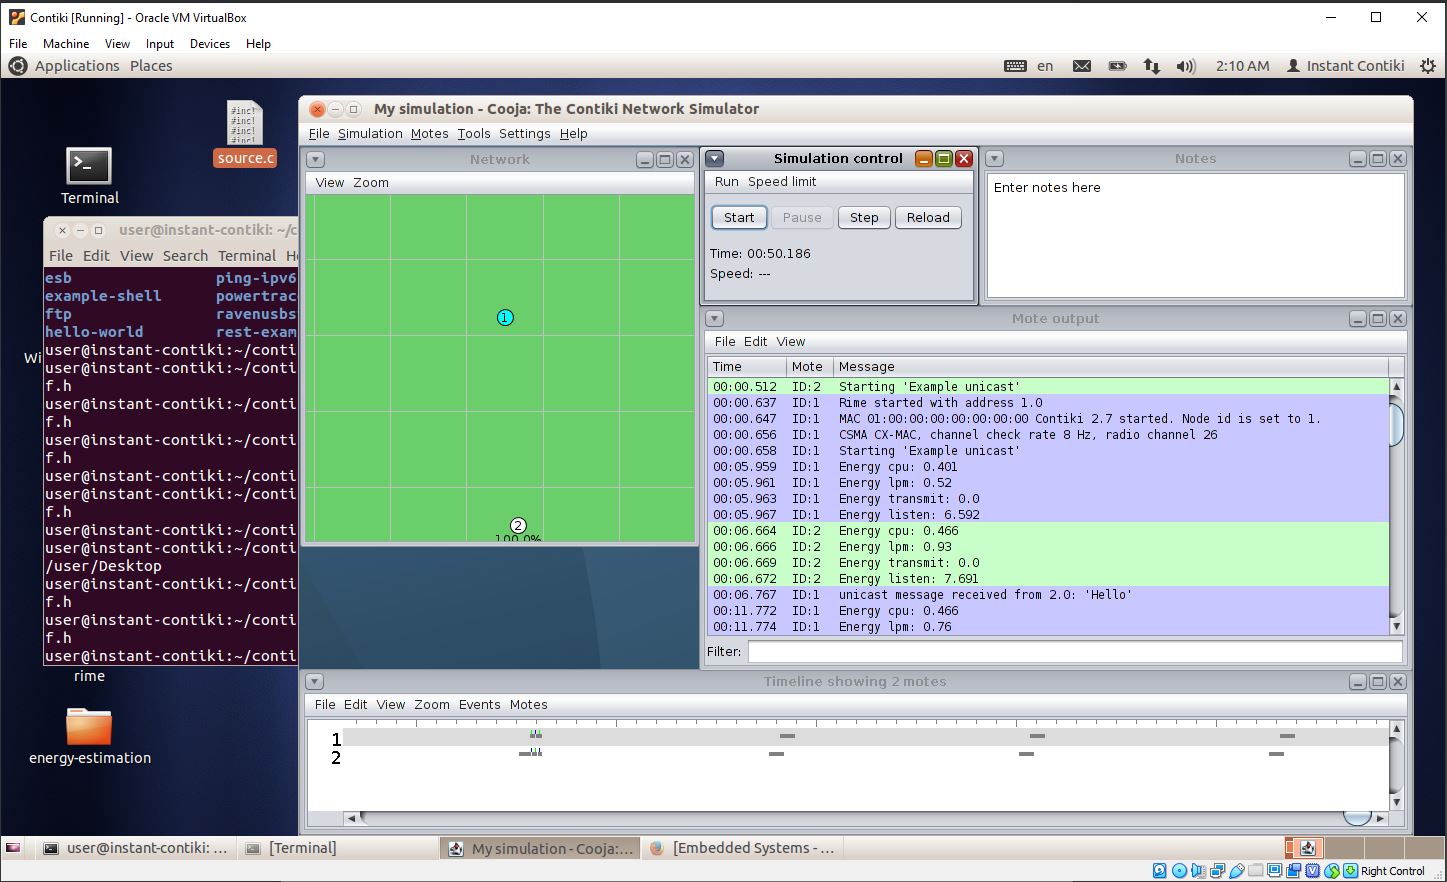 Contiki [Running] - Oracle VM VirtualBox
File Machine View Input Devices Help
Applications Places en 2:10 AM Instant Contiki
#inc!
#inc!
#inc!
#inc!
source.c
Terminal
user@instant-contiki: ~/c
File Edit View Search Terminal
esb ping-ipv6
example-shell powertrac
ftp ravenusbs
hello-world rest-exam
user@instant-contiki:~/conti
user@instant-contiki:~/conti
f.h
user@instant-contiki:~/conti
f.h
user@instant-contiki:~/conti
f.h
user@instant-contiki:~/conti
user@instant-contiki:~/conti
f.h
user@instant-contiki:~/conti
user@instant-contiki:~/conti
/user/Desktop
user@instant-contiki:~/conti
f.h
user@instant-contiki:~/conti
f.h
user@instant-contiki:~/conti
Wi
rime
energy-estimation
My simulation - Cooja: The Contiki Network Simulator
File Simulation Motes Tools Settings Help
Network
View Zoom
1
2
100.0%
Simulation control
Run Speed limit
Start Pause Step Reload
Time: 00:50.186
Speed: ---
Notes
Enter notes here
Mote output
File Edit View
Time Mote Message
00:00.512 ID:2 Starting 'Example unicast'
00:00.637 ID:1 Rime started with address 1.0
00:00.647 ID:1 MAC 01:00:00:00:00:00:00:00 Contiki 2.7 started. Node id is set to 1.
00:00.656 ID:1 CSMA CX-MAC, channel check rate 8 Hz, radio channel 26
00:00.658 ID:1 Starting 'Example unicast'
00:05.959 ID:1 Energy cpu: 0.401
00:05.961 ID:1 Energy lpm: 0.52
00:05.963 ID:1 Energy transmit: 0.0
00:05.967 ID:1 Energy listen: 6.592
00:06.664 ID:2 Energy cpu: 0.466
00:06.666 ID:2 Energy lpm: 0.93
00:06.669 ID:2 Energy transmit: 0.0
00:06.672 ID:2 Energy listen: 7.691
00:06.767 ID:1 unicast message received from 2.0: 'Hello'
00:11.772 ID:1 Energy cpu: 0.466
00:11.774 ID:1 Energy lpm: 0.76
Filter:
Timeline showing 2 motes
File Edit View Zoom Events Motes
1
2
user@instant-contiki: ... [Terminal] My simulation - Cooja:... [Embedded Systems - ...
Right Control